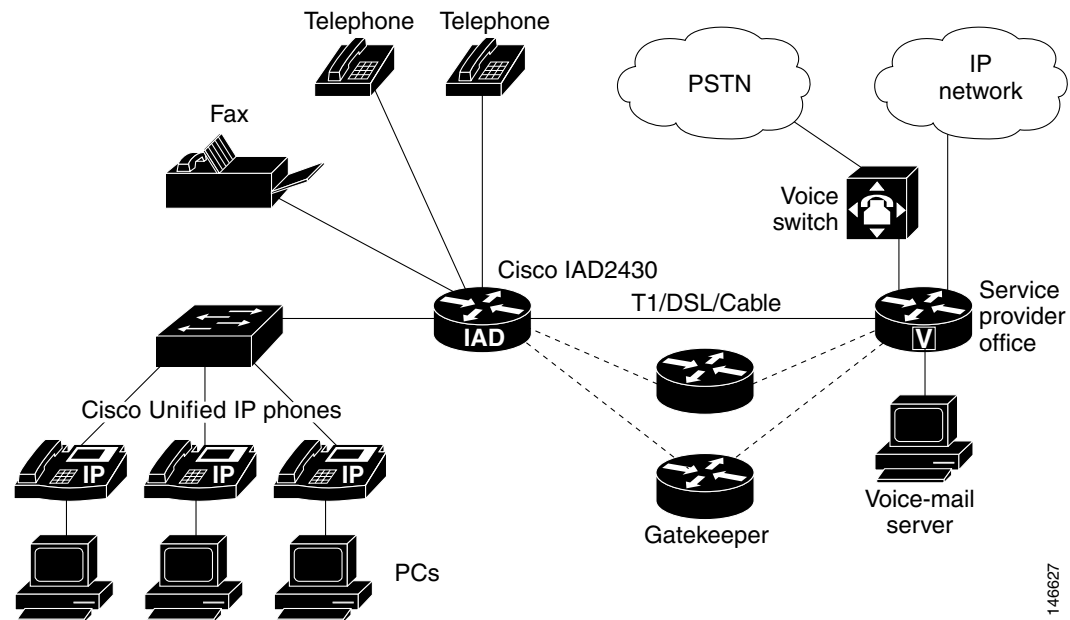 Telephone
Telephone
PSTN
IP
network
Fax
Voice
switch
Cisco IAD2430
T1/DSL/Cable
Service
provider
office
IAD
V
Cisco Unified IP phones
IP
IP
IP
Voice-mail
server
Gatekeeper
PCs
146627